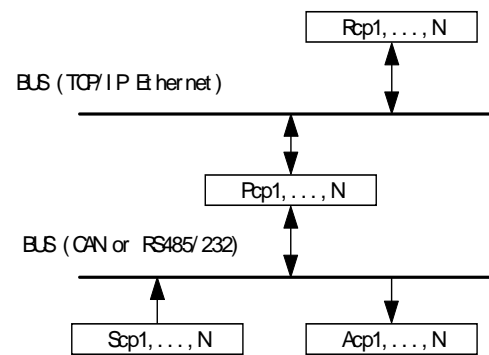 Rcp1, . . . , N
BUS (TCP/IP Ethernet)
Pcp1, . . . , N
BUS (CAN or RS485/232)
Scp1, . . . , N
Acp1, . . . , N